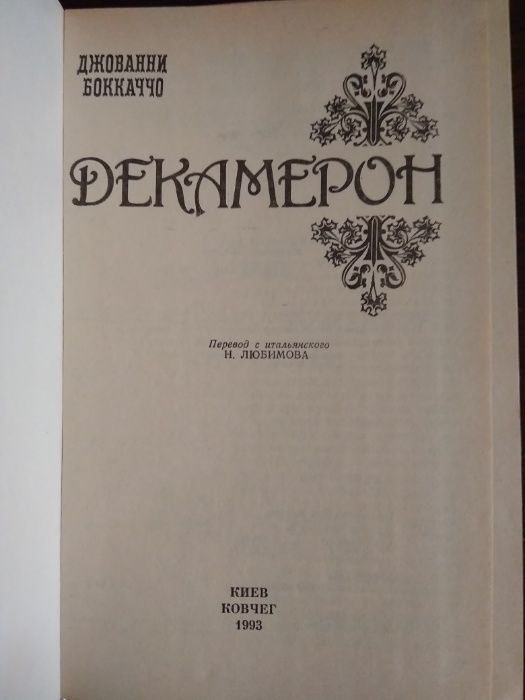 ДЖОВАННИ
БОККАЧЧО
ДЕКАМЕРОН
Перевод с итальянского
Н. ЛЮБИМОВА
КИЕВ
КОВЧЕГ
1993